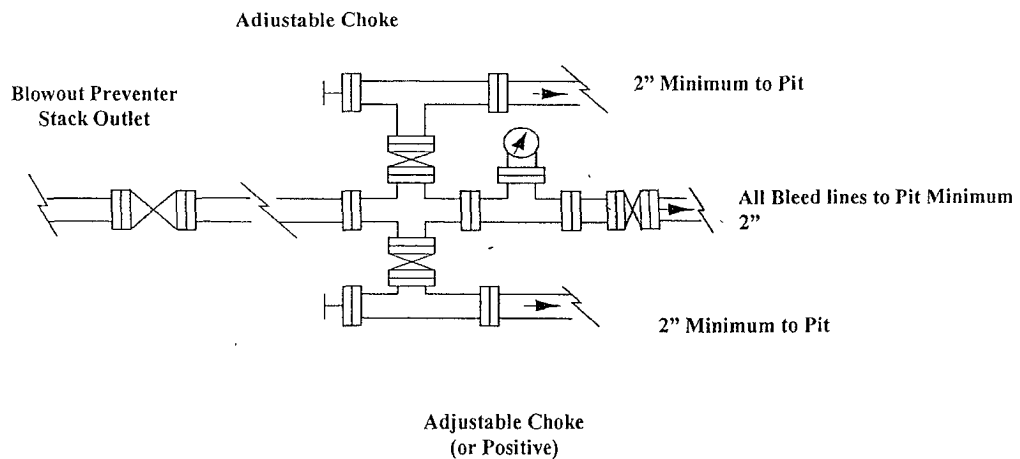 Adjustable Choke
Blowout Preventer
Stack Outlet
2" Minimum to Pit
All Bleed lines to Pit Minimum
2"
2" Minimum to Pit
Adjustable Choke
(or Positive)